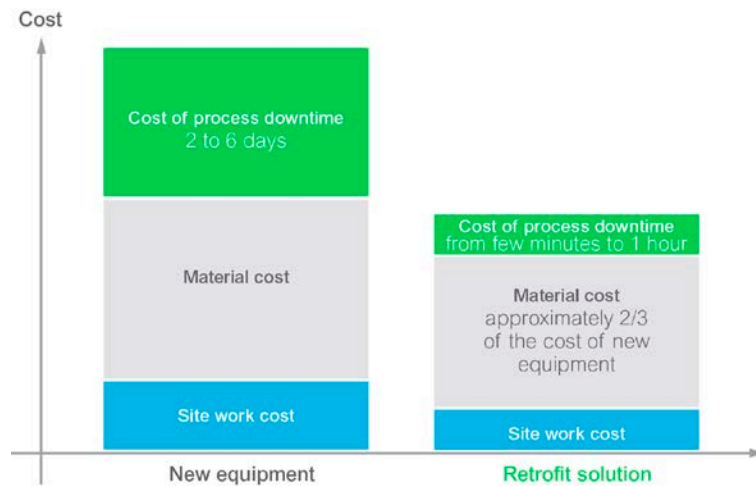 Cost
Cost of process downtime
2 to 6 days
Material cost
Site work cost
New equipment
Cost of process downtime
from few minutes to 1 hour
Material cost
approximately 2/3
of the cost of new
equipment
Site work cost
Retrofit solution